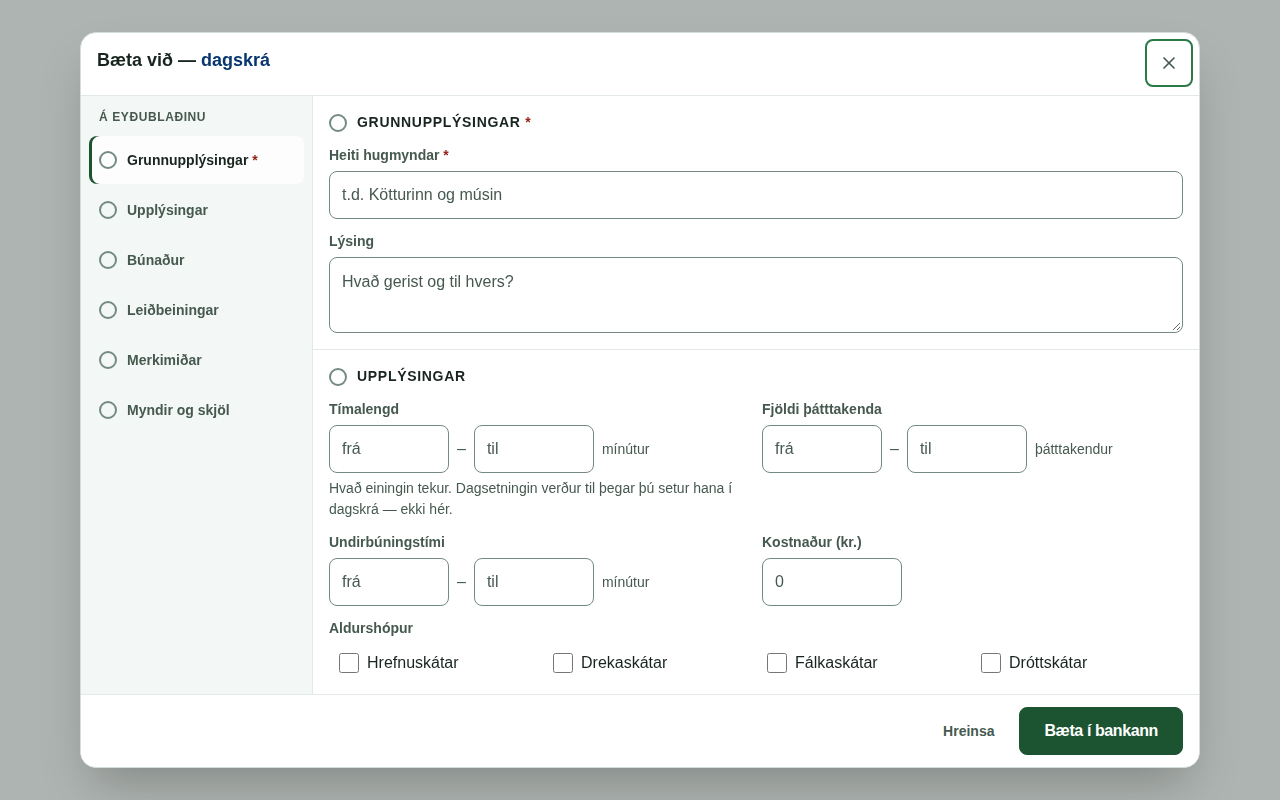 Bæta við — dagskrá
Á EYÐUBLAÐINU
Grunnupplýsingar *
Upplýsingar
Búnaður
Leiðbeiningar
Merkimiðar
Myndir og skjöl
GRUNNUPPLÝSINGAR *
Heiti hugmyndar *
t.d. Kötturinn og músin
Lýsing
Hvað gerist og til hvers?
UPPLÝSINGAR
Tímalengd
frá – til mínútur
Hvað einingin tekur. Dagsetningin verður til þegar þú setur hana í
dagskrá — ekki hér.
Fjöldi þátttakenda
frá – til þátttakendur
Undirbúningstími
frá – til mínútur
Kostnaður (kr.)
0
Aldurshópur
Hrefnuskátar Drekaskátar Fálkaskátar Dróttskátar
Hreinsa Bæta í bankann